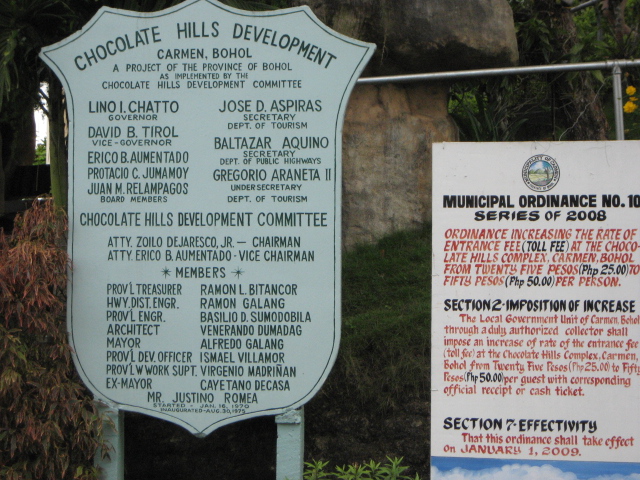 CHOCOLATE HILLS DEVELOPMENT
CARMEN, BOHOL
A PROJECT OF THE PROVINCE OF BOHOL
AS IMPLEMENTED BY THE
CHOCOLATE HILLS DEVELOPMENT COMMITTEE
LINO I. CHATTO
GOVERNOR
DAVID B. TIROL
VICE-GOVERNOR
ERICO B. AUMENTADO
PROTACIO C. JUMAMOY
JUAN M. RELAMPAGOS
BOARD MEMBERS
JOSE D. ASPIRAS
SECRETARY
DEPT. OF TOURISM
BALTAZAR AQUINO
SECRETARY
DEPT. OF PUBLIC HIGHWAYS
GREGORIO ARANETA II
UNDERSECRETARY
DEPT. OF TOURISM
CHOCOLATE HILLS DEVELOPMENT COMMITTEE
ATTY. ZOILO DEJARESCO, JR. — CHAIRMAN
ATTY. ERICO B. AUMENTADO - VICE CHAIRMAN
* MEMBERS *
PROV'L TREASURER RAMON L. BITANCOR
HWY. DIST. ENGR. RAMON GALANG
PROV'L ENGR. BASILIO D. SUMODOBILA
ARCHITECT VENERANDO DUMADAG
MAYOR ALFREDO GALANG
PROV'L DEV. OFFICER ISMAEL VILLAMOR
PROV'L W.WORK SUPT. VIRGENIO MADRIÑAN
EX-MAYOR CAYETANO DECASA
MR. JUSTINO ROMEA
STARTED - JAN. 16, 1970
INAUGURATED - AUG. 30, 1975
MUNICIPAL ORDINANCE NO. 10
SERIES OF 2008
ORDINANCE INCREASING THE RATE OF
ENTRANCE FEE (TOLL FEE) AT THE CHOCO-
LATE HILLS COMPLEX, CARMEN, BOHOL
FROM TWENTY FIVE PESOS (Php 25.00) TO
FIFTY PESOS (Php 50.00) PER PERSON.
SECTION 2- IMPOSITION OF INCREASE
The Local Government Unit of Carmen, Bohol
through a duly authorized collector shall
impose an increase of rate of the entrance fee
(toll fee) at the Chocolate Hills Complex, Carmen,
Bohol from Twenty Five Pesos (Php 25.00) to Fifty
Pesos (Php 50.00) per guest with corresponding
official receipt or cash ticket.
SECTION 7- EFFECTIVITY
That this ordinance shall take effect
on JANUARY 1, 2009.